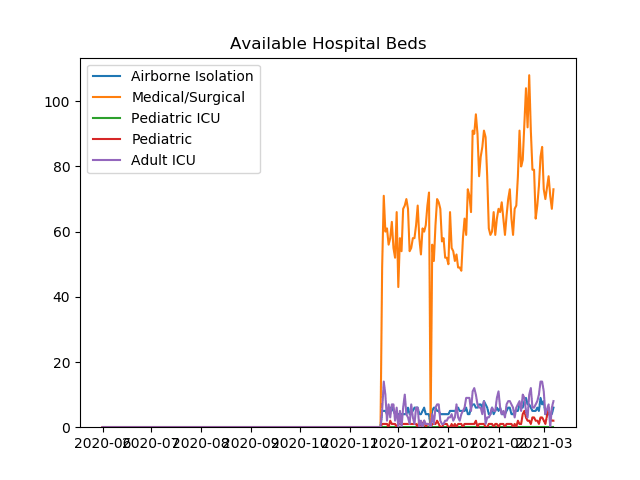 Available Hospital Beds
Airborne Isolation
Medical/Surgical
Pediatric ICU
Pediatric
Adult ICU
100
80
60
40
20
0
2020-06 2020-07 2020-08 2020-09 2020-10 2020-11 2020-12 2021-01 2021-02 2021-03